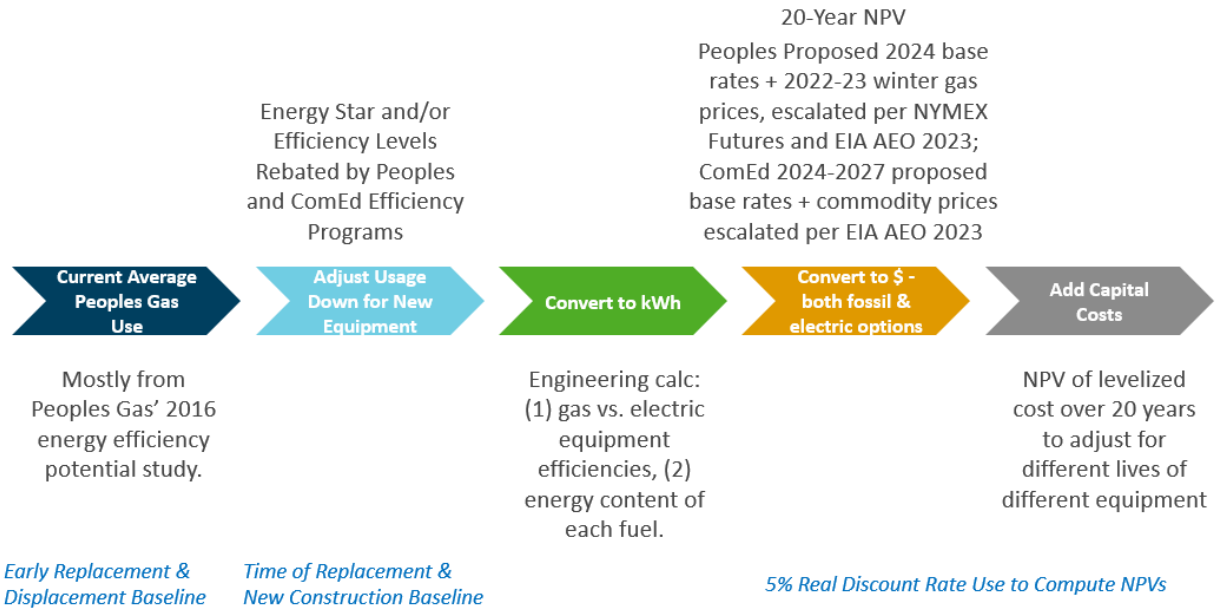 20-Year NPV
Peoples Proposed 2024 base
rates + 2022-23 winter gas
prices, escalated per NYMEX
Futures and EIA AEO 2023;
ComEd 2024-2027 proposed
base rates + commodity prices
escalated per EIA AEO 2023
Energy Star and/or
Efficiency Levels
Rebated by Peoples
and ComEd Efficiency
Programs
Current Average
Peoples Gas
Use
Adjust Usage
Down for New
Equipment
Convert to kWh
Convert to $ -
both fossil &
electric options
Add Capital
Costs
Mostly from
Peoples Gas’ 2016
energy efficiency
potential study.
Engineering calc:
(1) gas vs. electric
equipment
efficiencies, (2)
energy content of
each fuel.
NPV of levelized
cost over 20 years
to adjust for
different lives of
different equipment
Early Replacement &
Displacement Baseline
Time of Replacement &
New Construction Baseline
5% Real Discount Rate Use to Compute NPVs